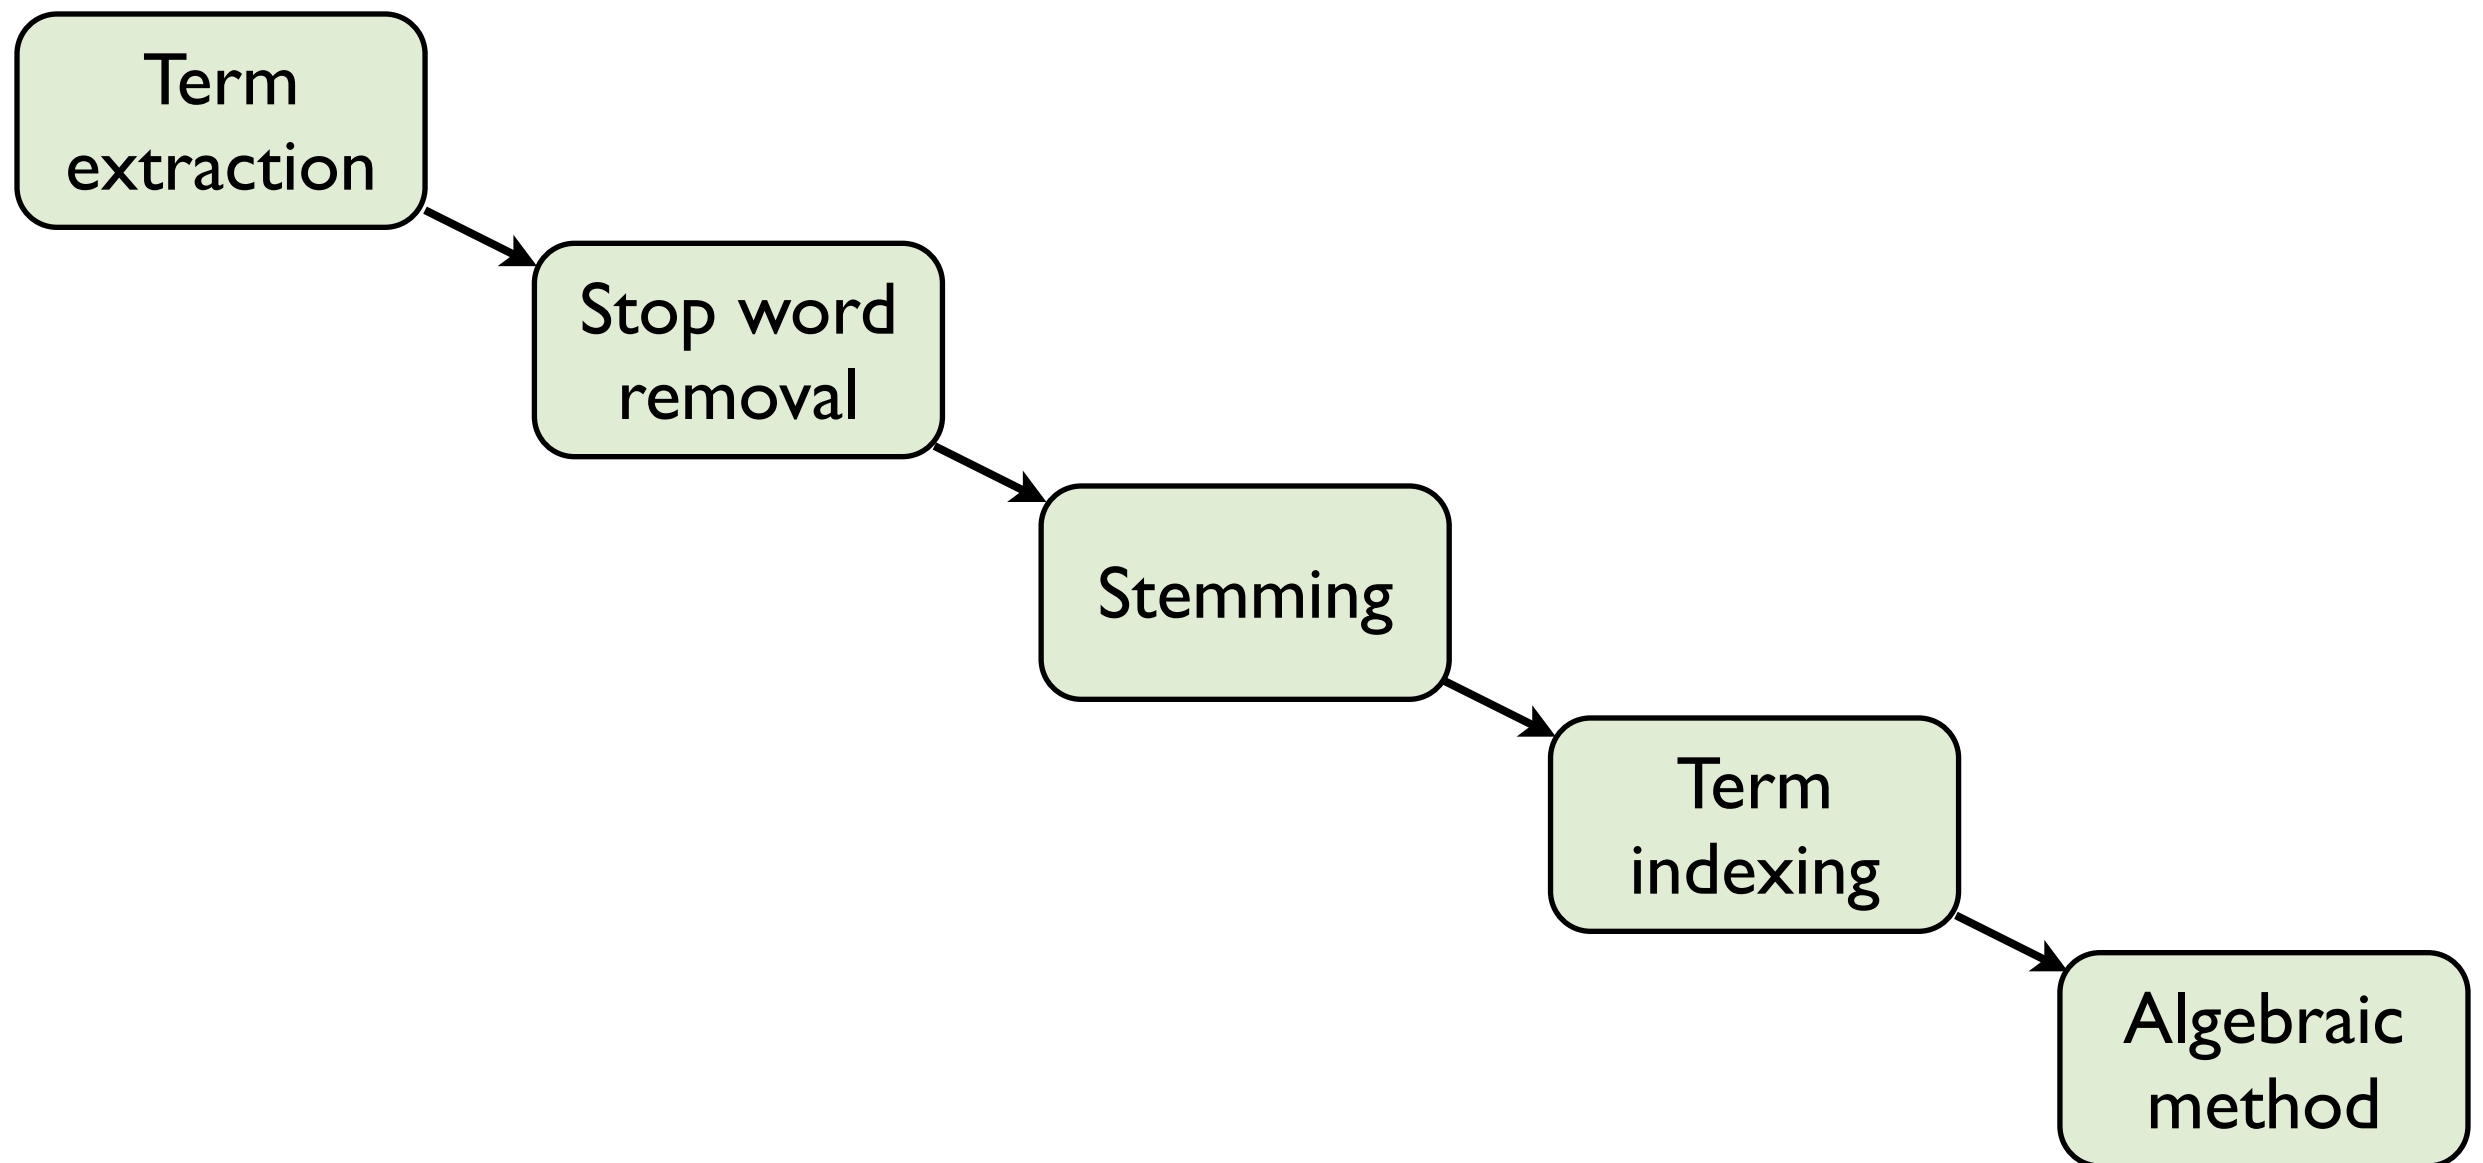 Term
extraction
Stop word
removal
Stemming
Term
indexing
Algebraic
method